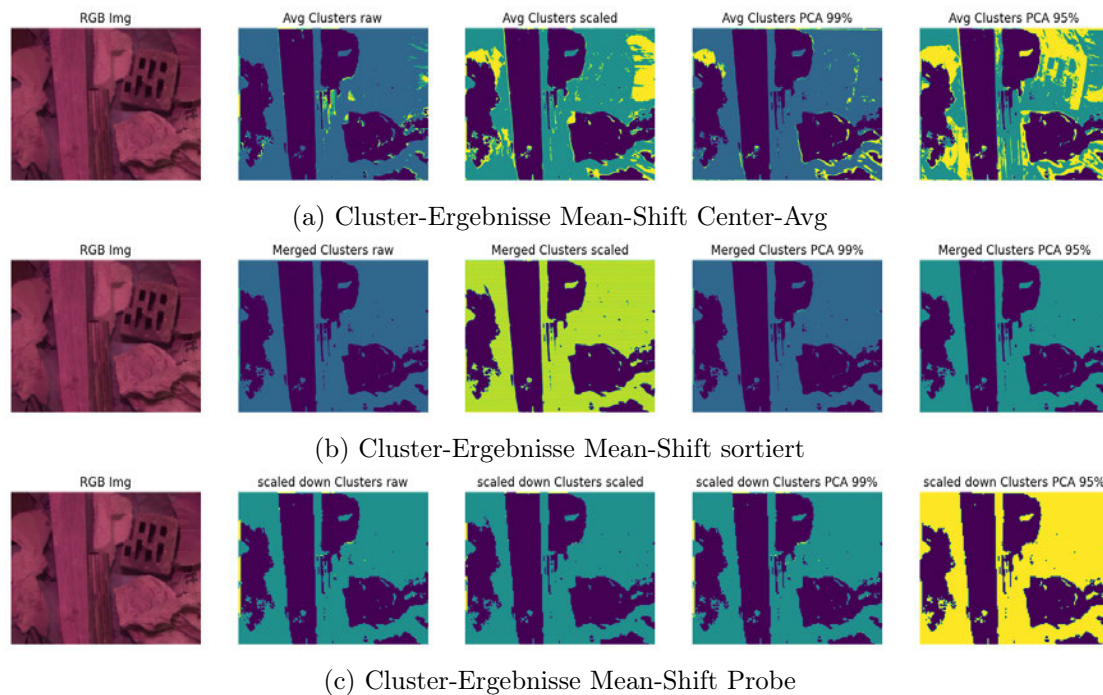 RGB Img Avg Clusters raw Avg Clusters scaled Avg Clusters PCA 99% Avg Clusters PCA 95%
(a) Cluster-Ergebnisse Mean-Shift Center-Avg
RGB Img Merged Clusters raw Merged Clusters scaled Merged Clusters PCA 99% Merged Clusters PCA 95%
(b) Cluster-Ergebnisse Mean-Shift sortiert
RGB Img scaled down Clusters raw scaled down Clusters scaled scaled down Clusters PCA 99% scaled down Clusters PCA 95%
(c) Cluster-Ergebnisse Mean-Shift Probe